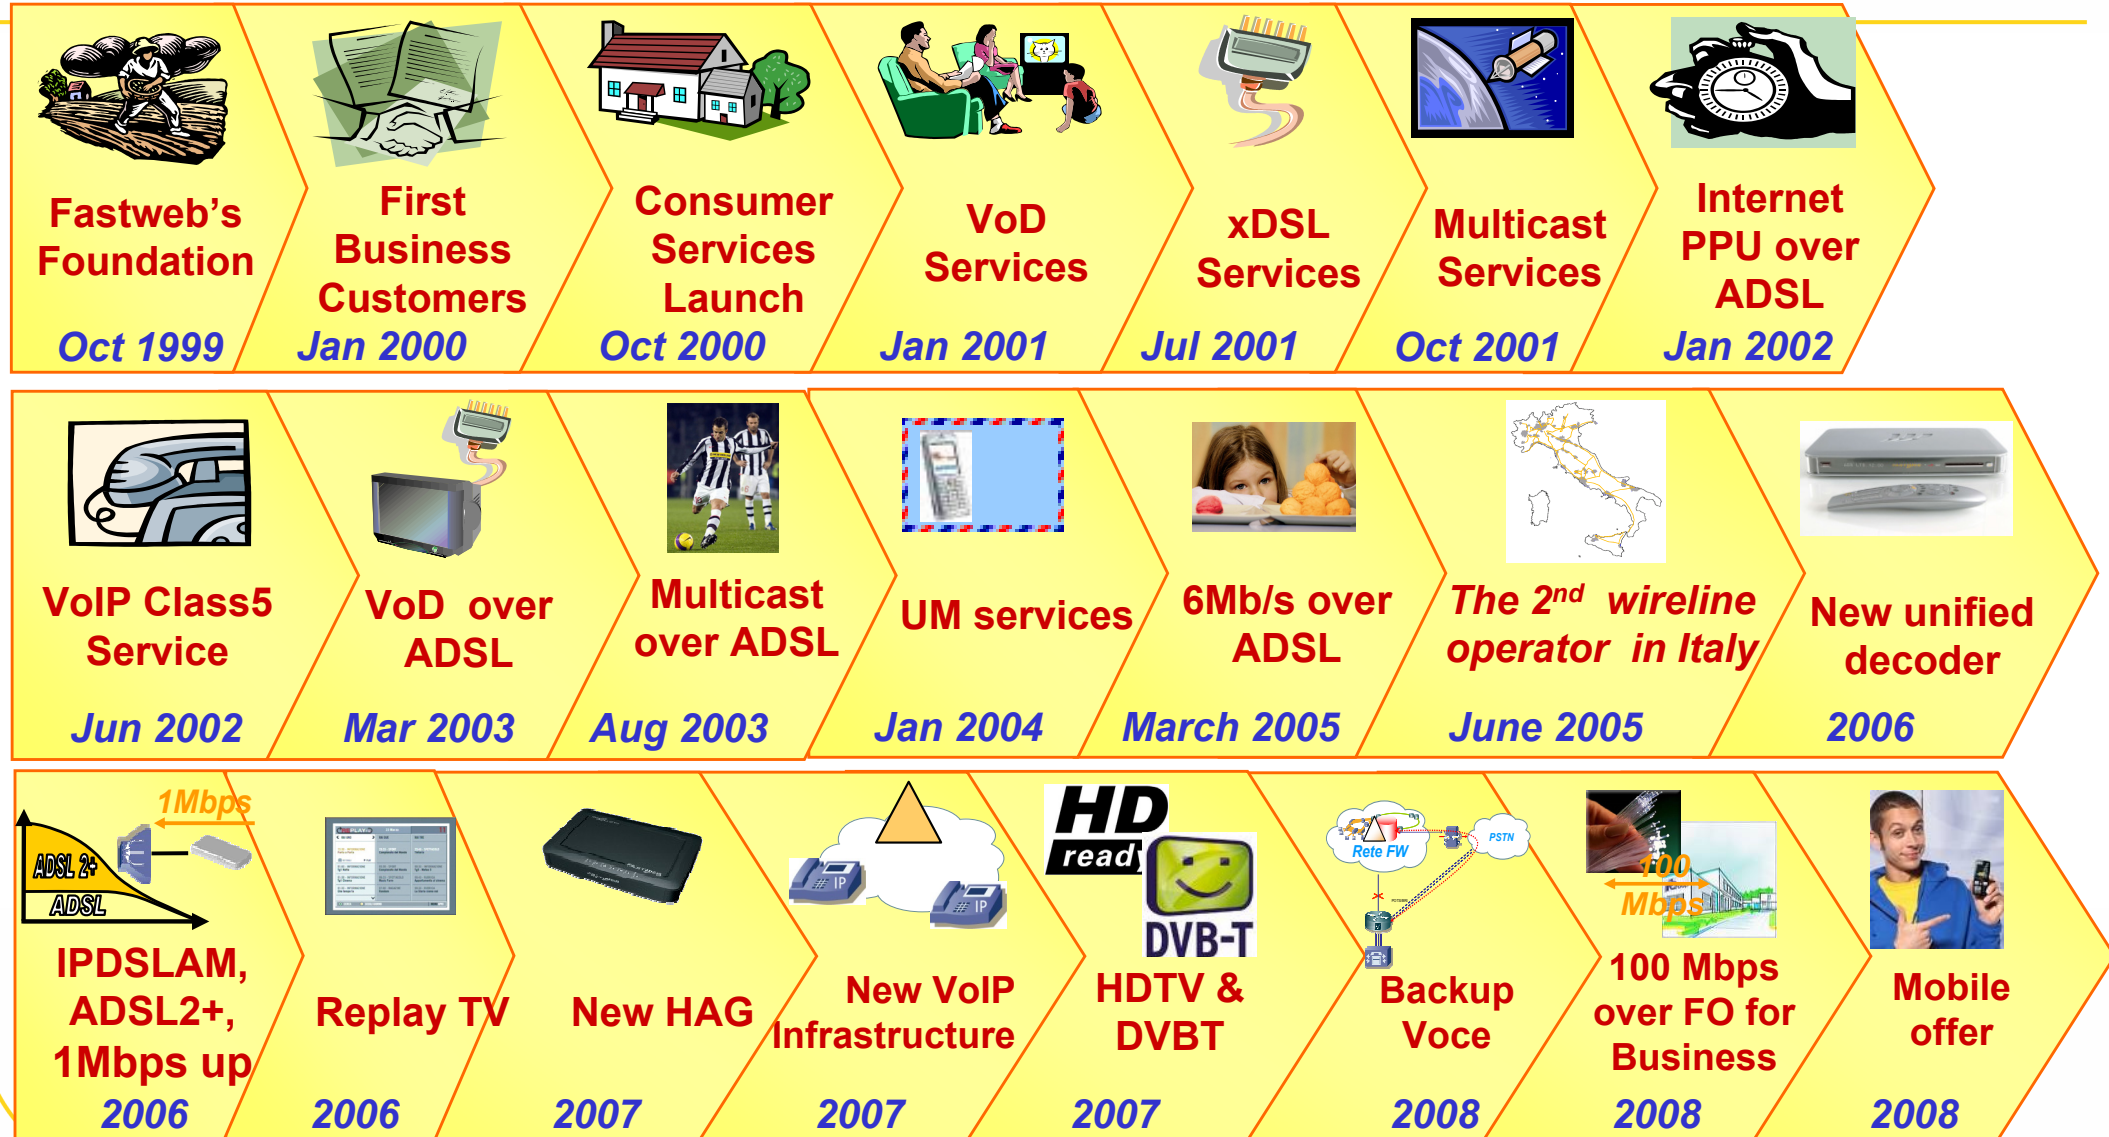 Fastweb's
Foundation
Oct 1999
First
Business
Customers
Jan 2000
Consumer
Services
Launch
Oct 2000
VoD
Services
Jan 2001
xDSL
Services
Jul 2001
Multicast
Services
Oct 2001
Internet
PPU over
ADSL
Jan 2002
VoIP Class5
Service
Jun 2002
VoD over
ADSL
Mar 2003
Multicast
over ADSL
Aug 2003
UM services
Jan 2004
6Mb/s over
ADSL
March 2005
The 2nd wireline
operator in Italy
June 2005
New unified
decoder
2006
1Mbps
ADSL 2+
ADSL
IPDSLAM,
ADSL2+,
1Mbps up
2006
Replay TV
2006
New HAG
2007
IP
IP
New VoIP
Infrastructure
2007
HD
ready
DVB-T
HDTV &
DVBT
2007
Rete FW
PSTN
Backup
Voce
2008
100
Mbps
100 Mbps
over FO for
Business
2008
Mobile
offer
2008